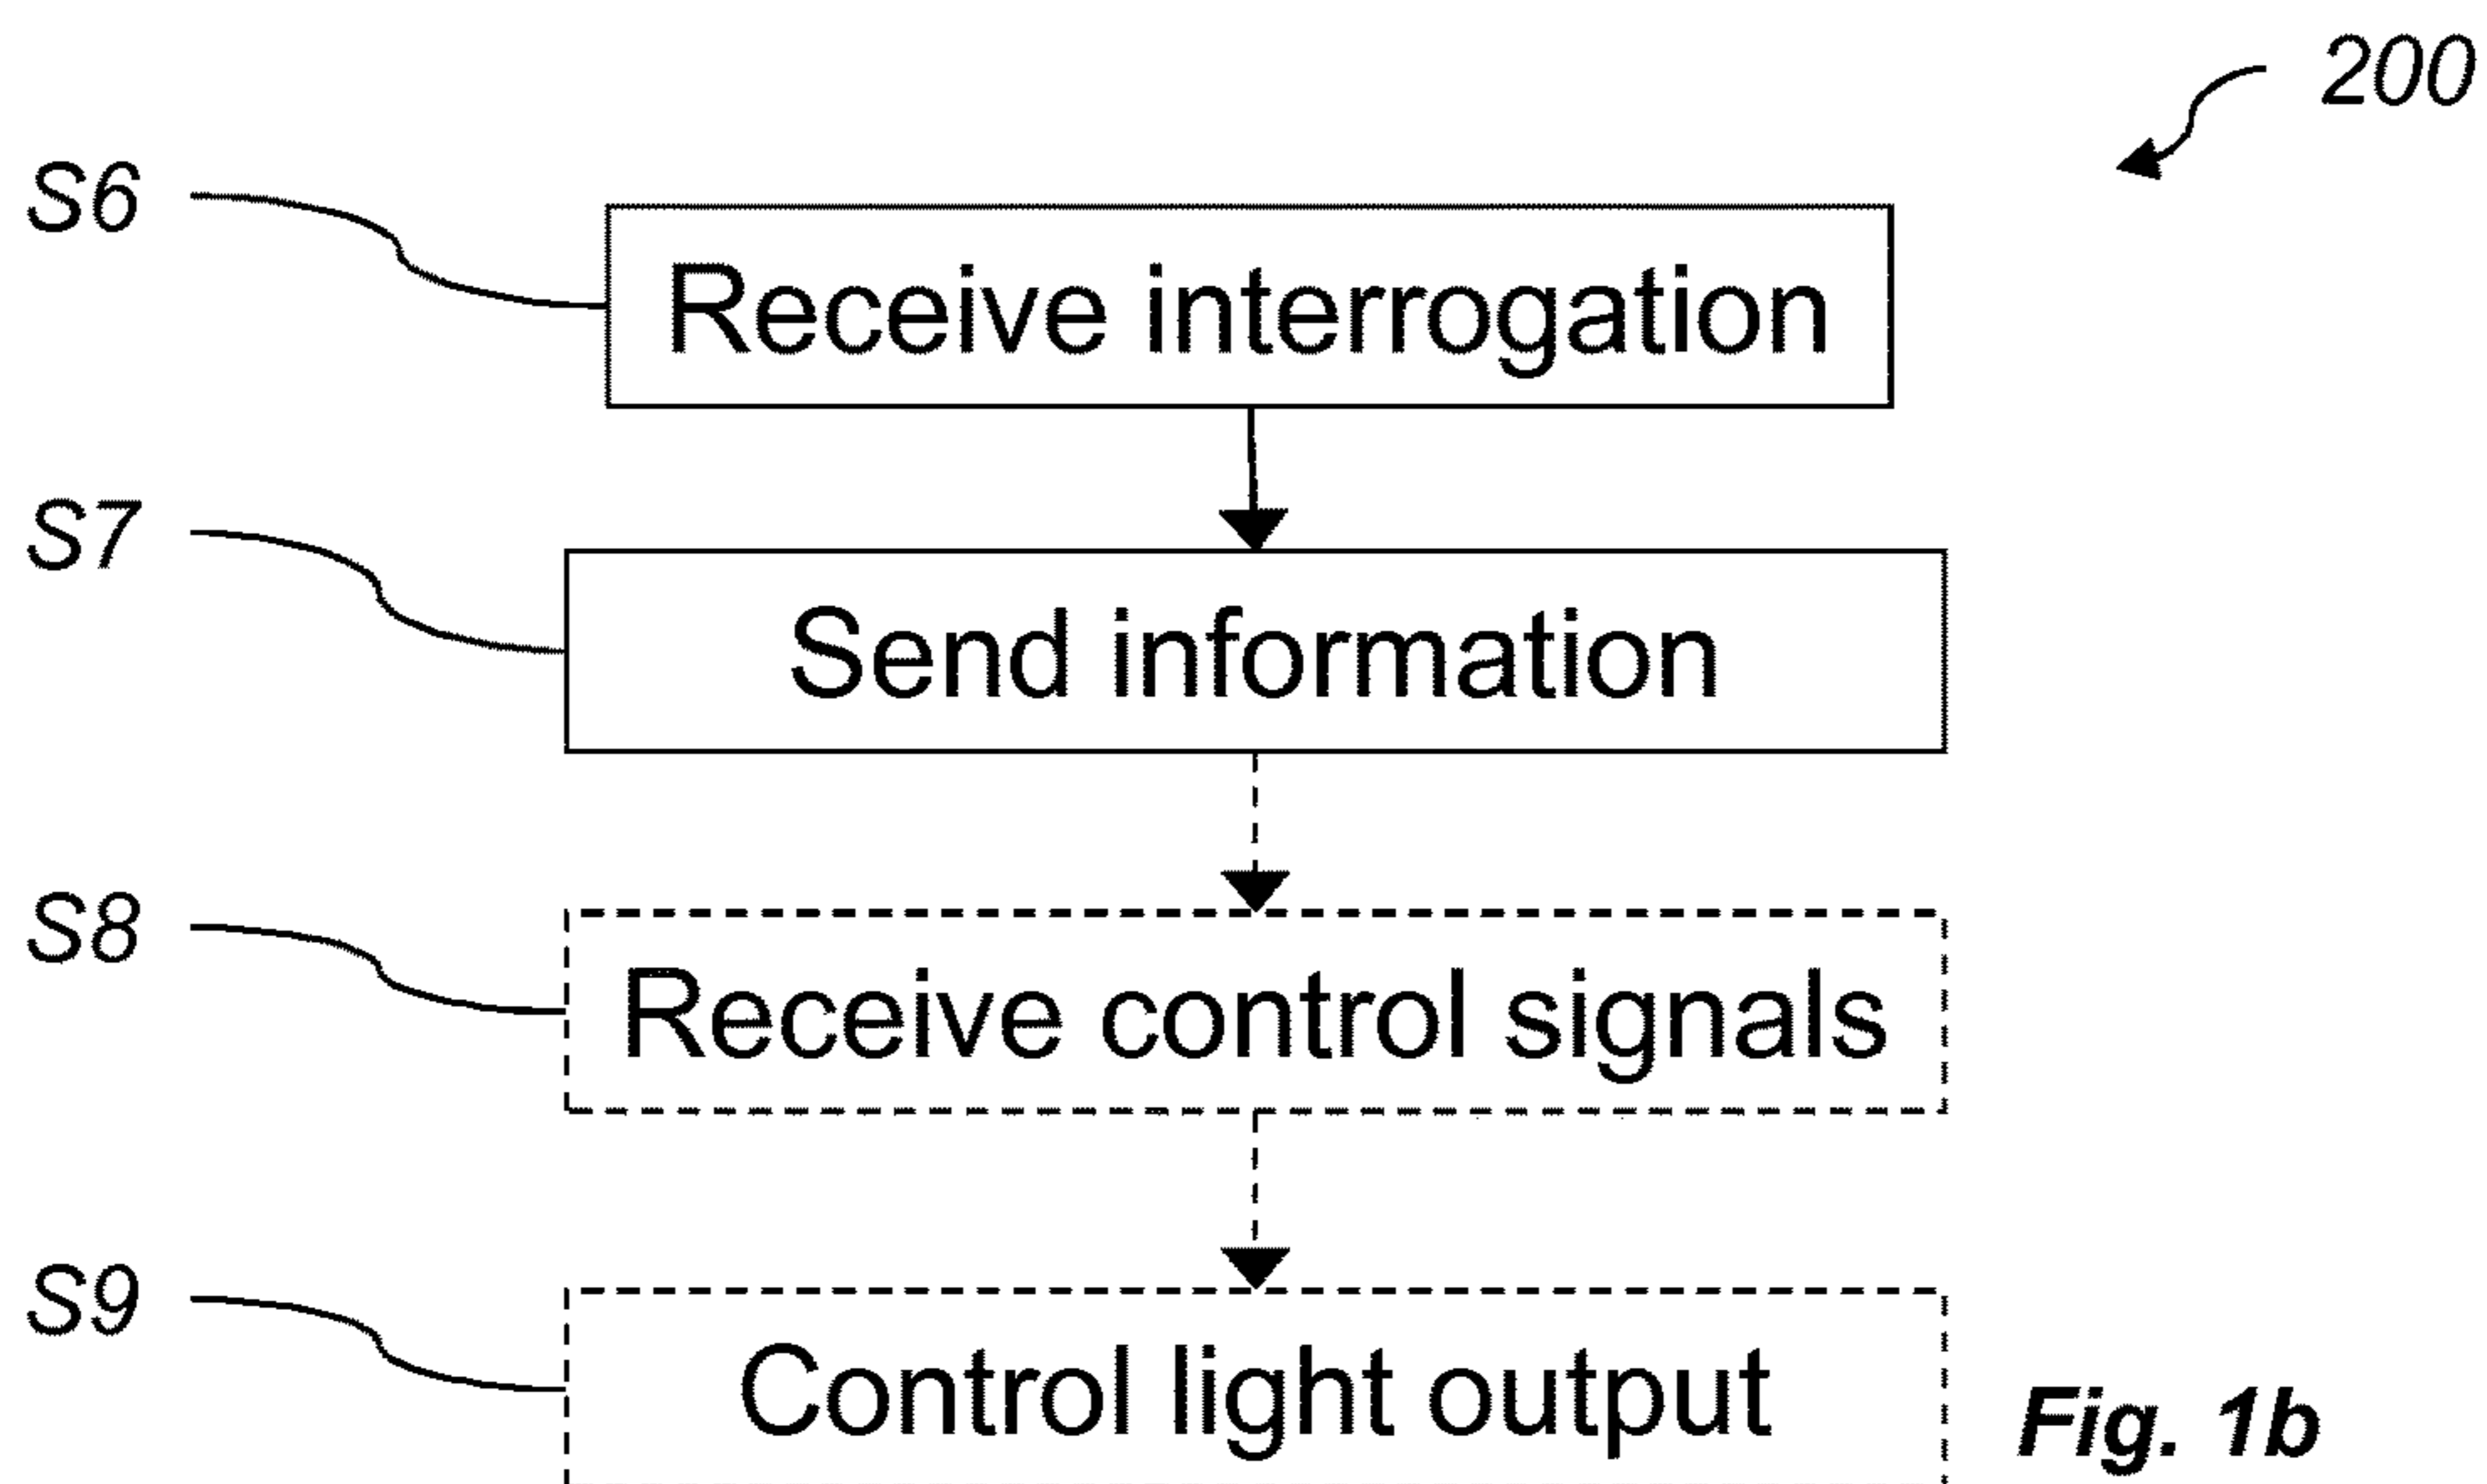 200
S6
Receive interrogation
S7
Send information
S8
Receive control signals
S9
Control light output
Fig. 1b